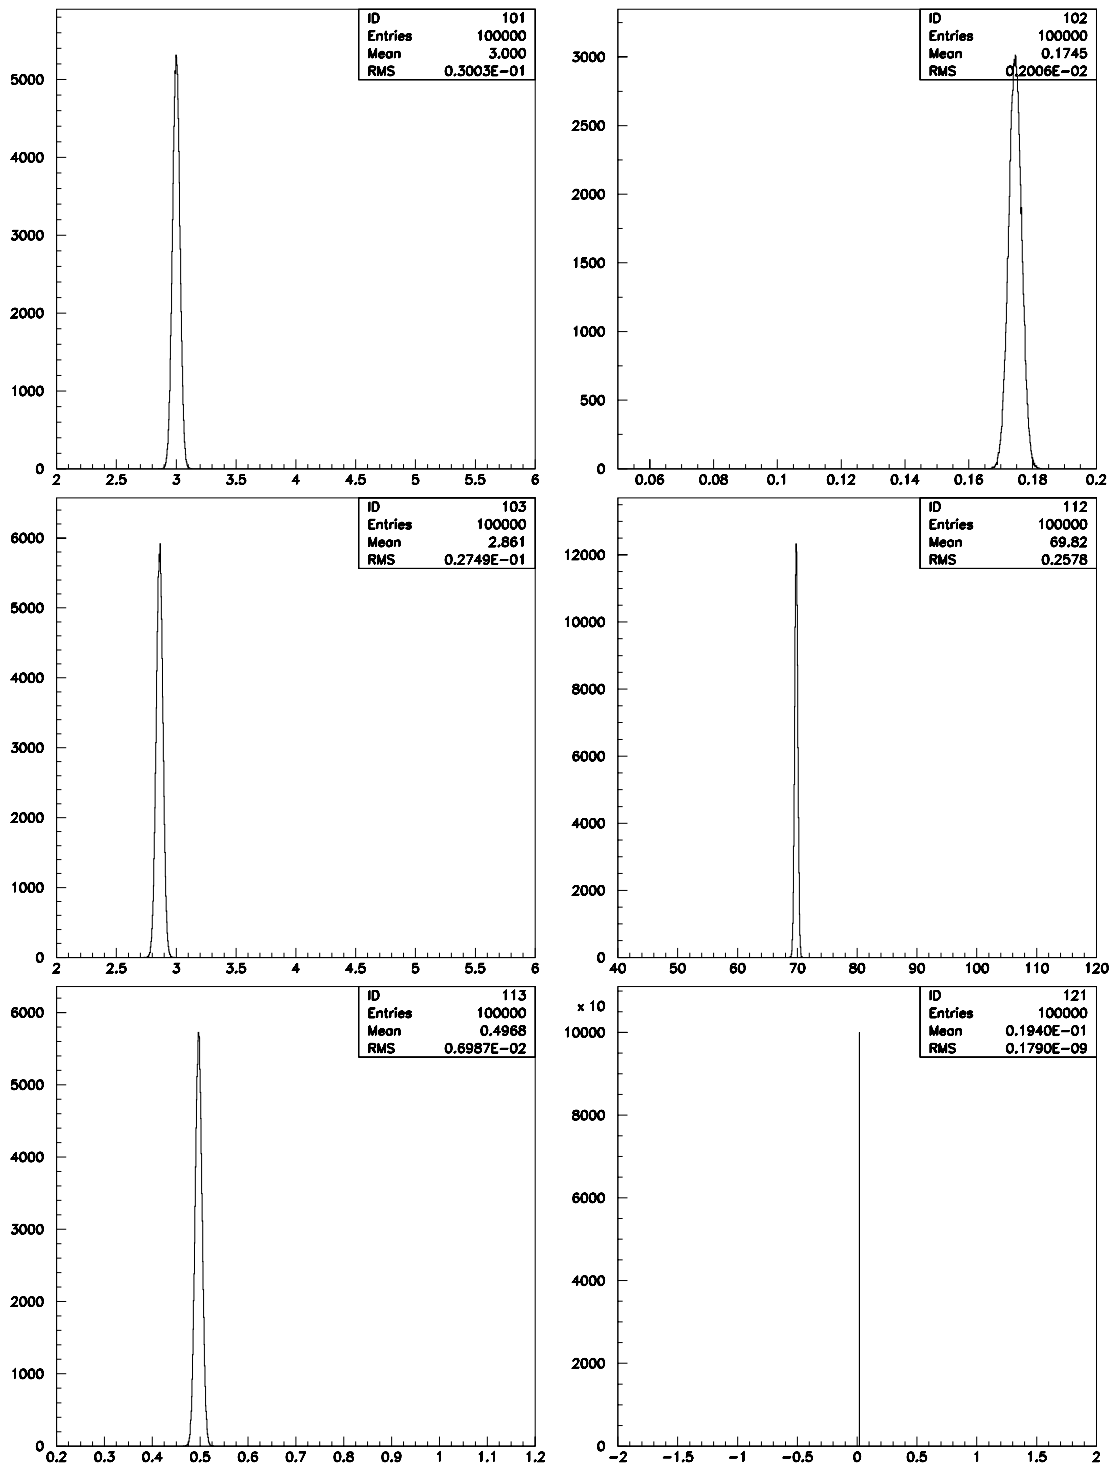 ID 101
Entries 100000
Mean 3.000
RMS 0.3003E-01
5000
4000
3000
2000
1000
0
2 2.5 3 3.5 4 4.5 5 5.5 6
ID 102
Entries 100000
Mean 0.1745
RMS 0.2006E-02
3000
2500
2000
1500
1000
500
0
0.06 0.08 0.1 0.12 0.14 0.16 0.18 0.2
ID 103
Entries 100000
Mean 2.861
RMS 0.2749E-01
6000
5000
4000
3000
2000
1000
0
2 2.5 3 3.5 4 4.5 5 5.5 6
ID 112
Entries 100000
Mean 69.82
RMS 0.2578
12000
10000
8000
6000
4000
2000
0
40 50 60 70 80 90 100 110 120
ID 113
Entries 100000
Mean 0.4968
RMS 0.6987E-02
6000
5000
4000
3000
2000
1000
0
0.2 0.3 0.4 0.5 0.6 0.7 0.8 0.9 1 1.1 1.2
x 10
ID 121
Entries 100000
Mean 0.1940E-01
RMS 0.1790E-09
10000
8000
6000
4000
2000
0
-2 -1.5 -1 -0.5 0 0.5 1 1.5 2